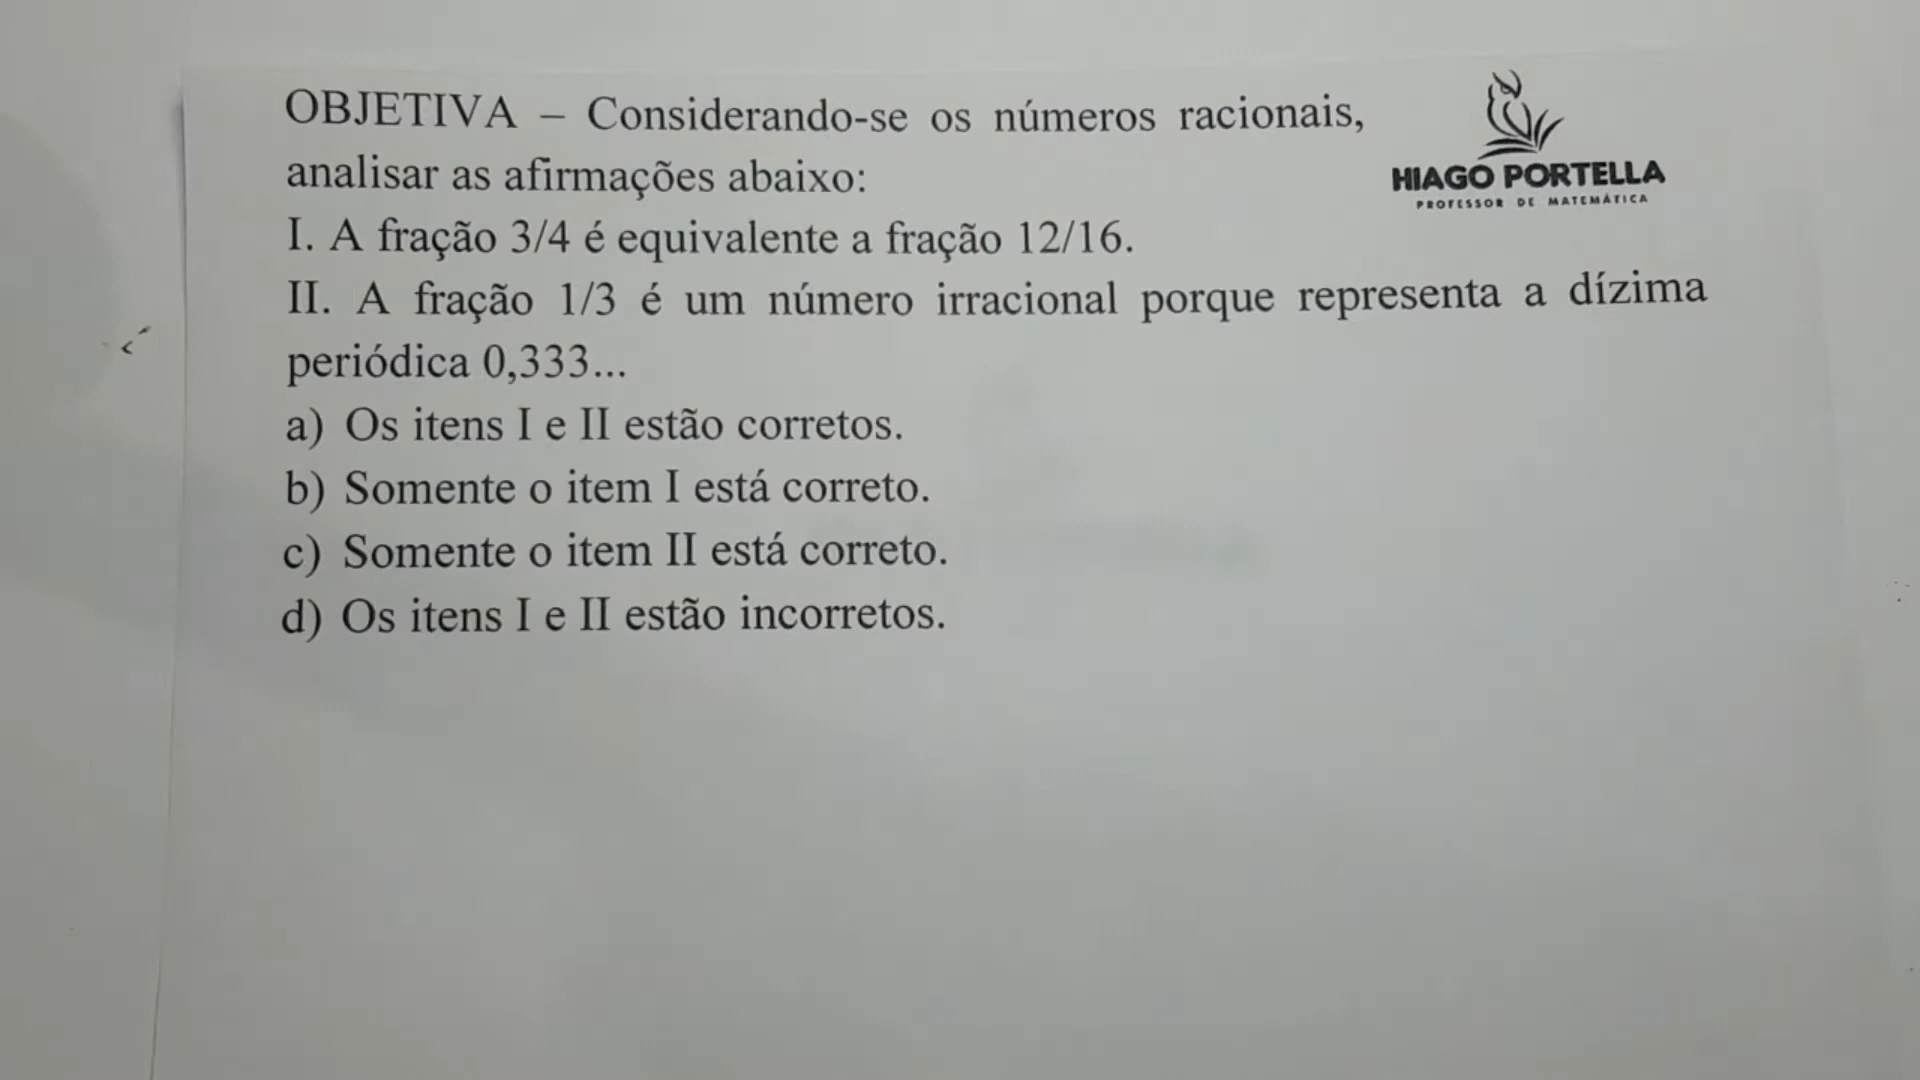 OBJETIVA – Considerando-se os números racionais,
analisar as afirmações abaixo:
HIAGO PORTELLA
PROFESSOR DE MATEMÁTICA
I. A fração 3/4 é equivalente a fração 12/16.
II. A fração 1/3 é um número irracional porque representa a dízima
periódica 0,333...
a) Os itens I e II estão corretos.
b) Somente o item I está correto.
c) Somente o item II está correto.
d) Os itens I e II estão incorretos.